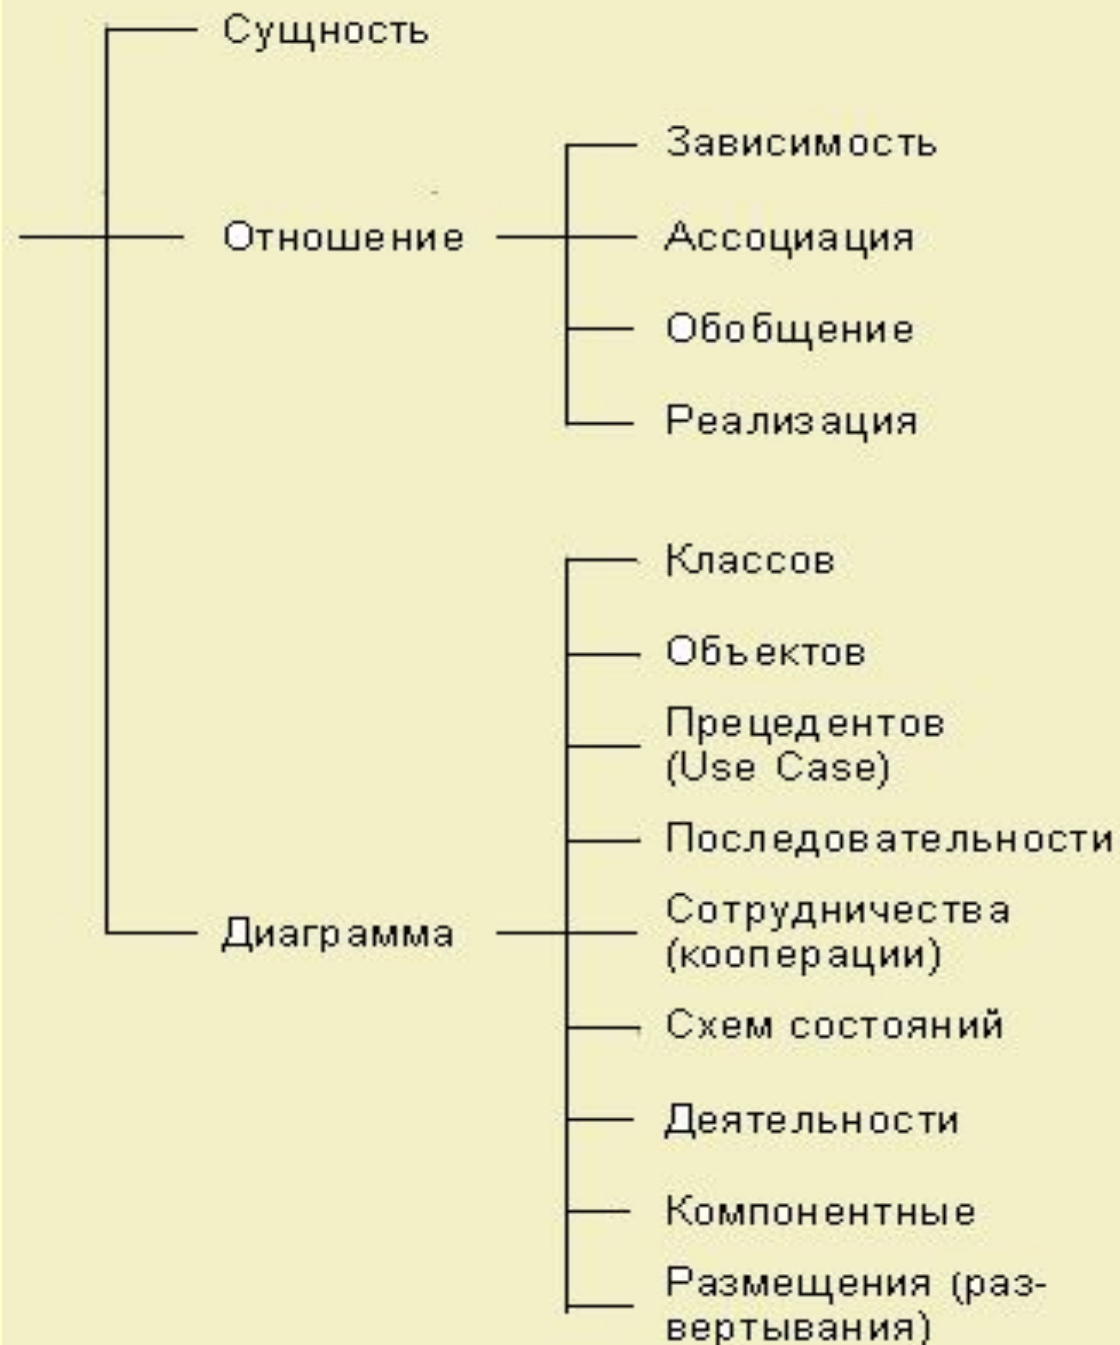 Сущность
Зависимость
Отношение
Ассоциация
Обобщение
Реализация
Классов
Объектов
Прецедентов
(Use Case)
Последовательности
Сотрудничества
Диаграмма
(кооперации)
Схем состояний
Деятельности
Компонентные
Размещения (раз-
вертывания)